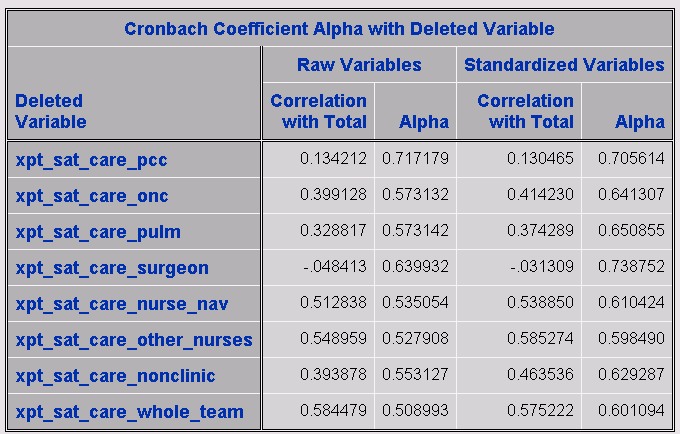 Cronbach Coefficient Alpha with Deleted Variable
Raw Variables Standardized Variables
Deleted Variable Correlation with Total Alpha Correlation with Total Alpha
xpt_sat_care_pcc 0.134212 0.717179 0.130465 0.705614
xpt_sat_care_onc 0.399128 0.573132 0.414230 0.641307
xpt_sat_care_pulm 0.328817 0.573142 0.374289 0.650855
xpt_sat_care_surgeon -.048413 0.639932 -.031309 0.738752
xpt_sat_care_nurse_nav 0.512838 0.535054 0.538850 0.610424
xpt_sat_care_other_nurses 0.548959 0.527908 0.585274 0.598490
xpt_sat_care_nonclinic 0.393878 0.553127 0.463536 0.629287
xpt_sat_care_whole_team 0.584479 0.508993 0.575222 0.601094